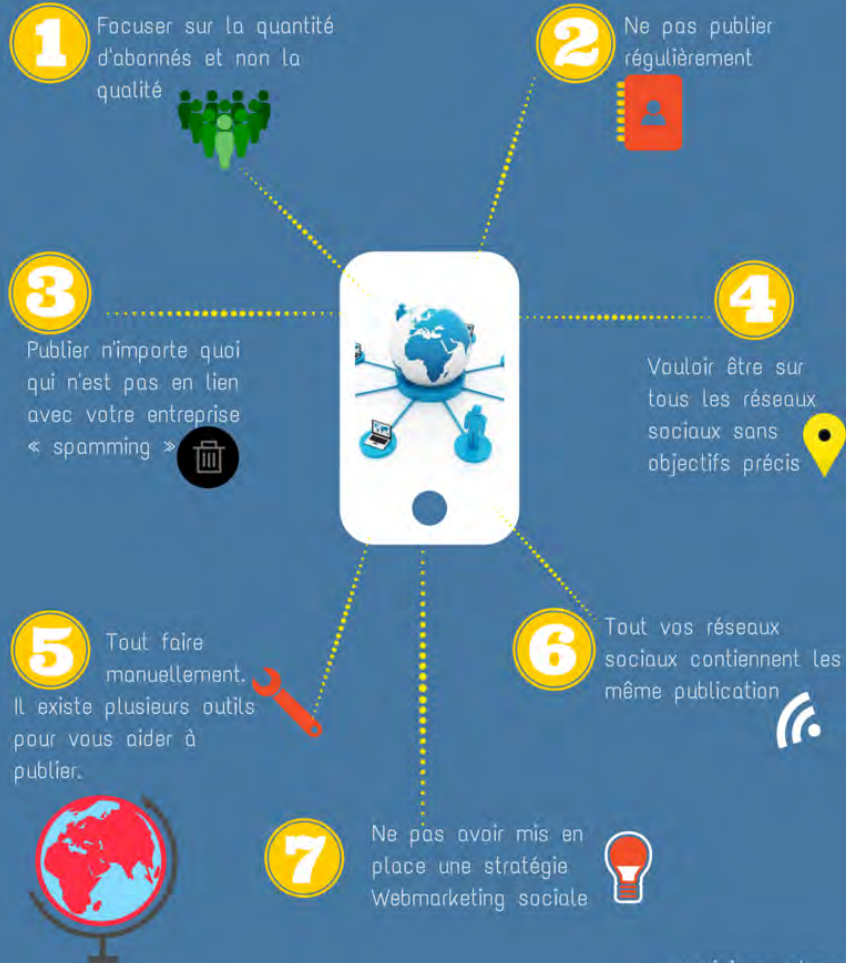 1
Focuser sur la quantité
d'abonnés et non la
qualité
2
Ne pas publier
régulièrement
3
Publier n'importe quoi
qui n'est pas en lien
avec votre entreprise
« spamming »
4
Vouloir être sur
tous les réseaux
sociaux sans
objectifs précis
5
Tout faire
manuellement.
Il existe plusieurs outils
pour vous aider à
publier.
6
Tout vos réseaux
sociaux contiennent les
même publication
7
Ne pas avoir mis en
place une stratégie
Webmarketing sociale